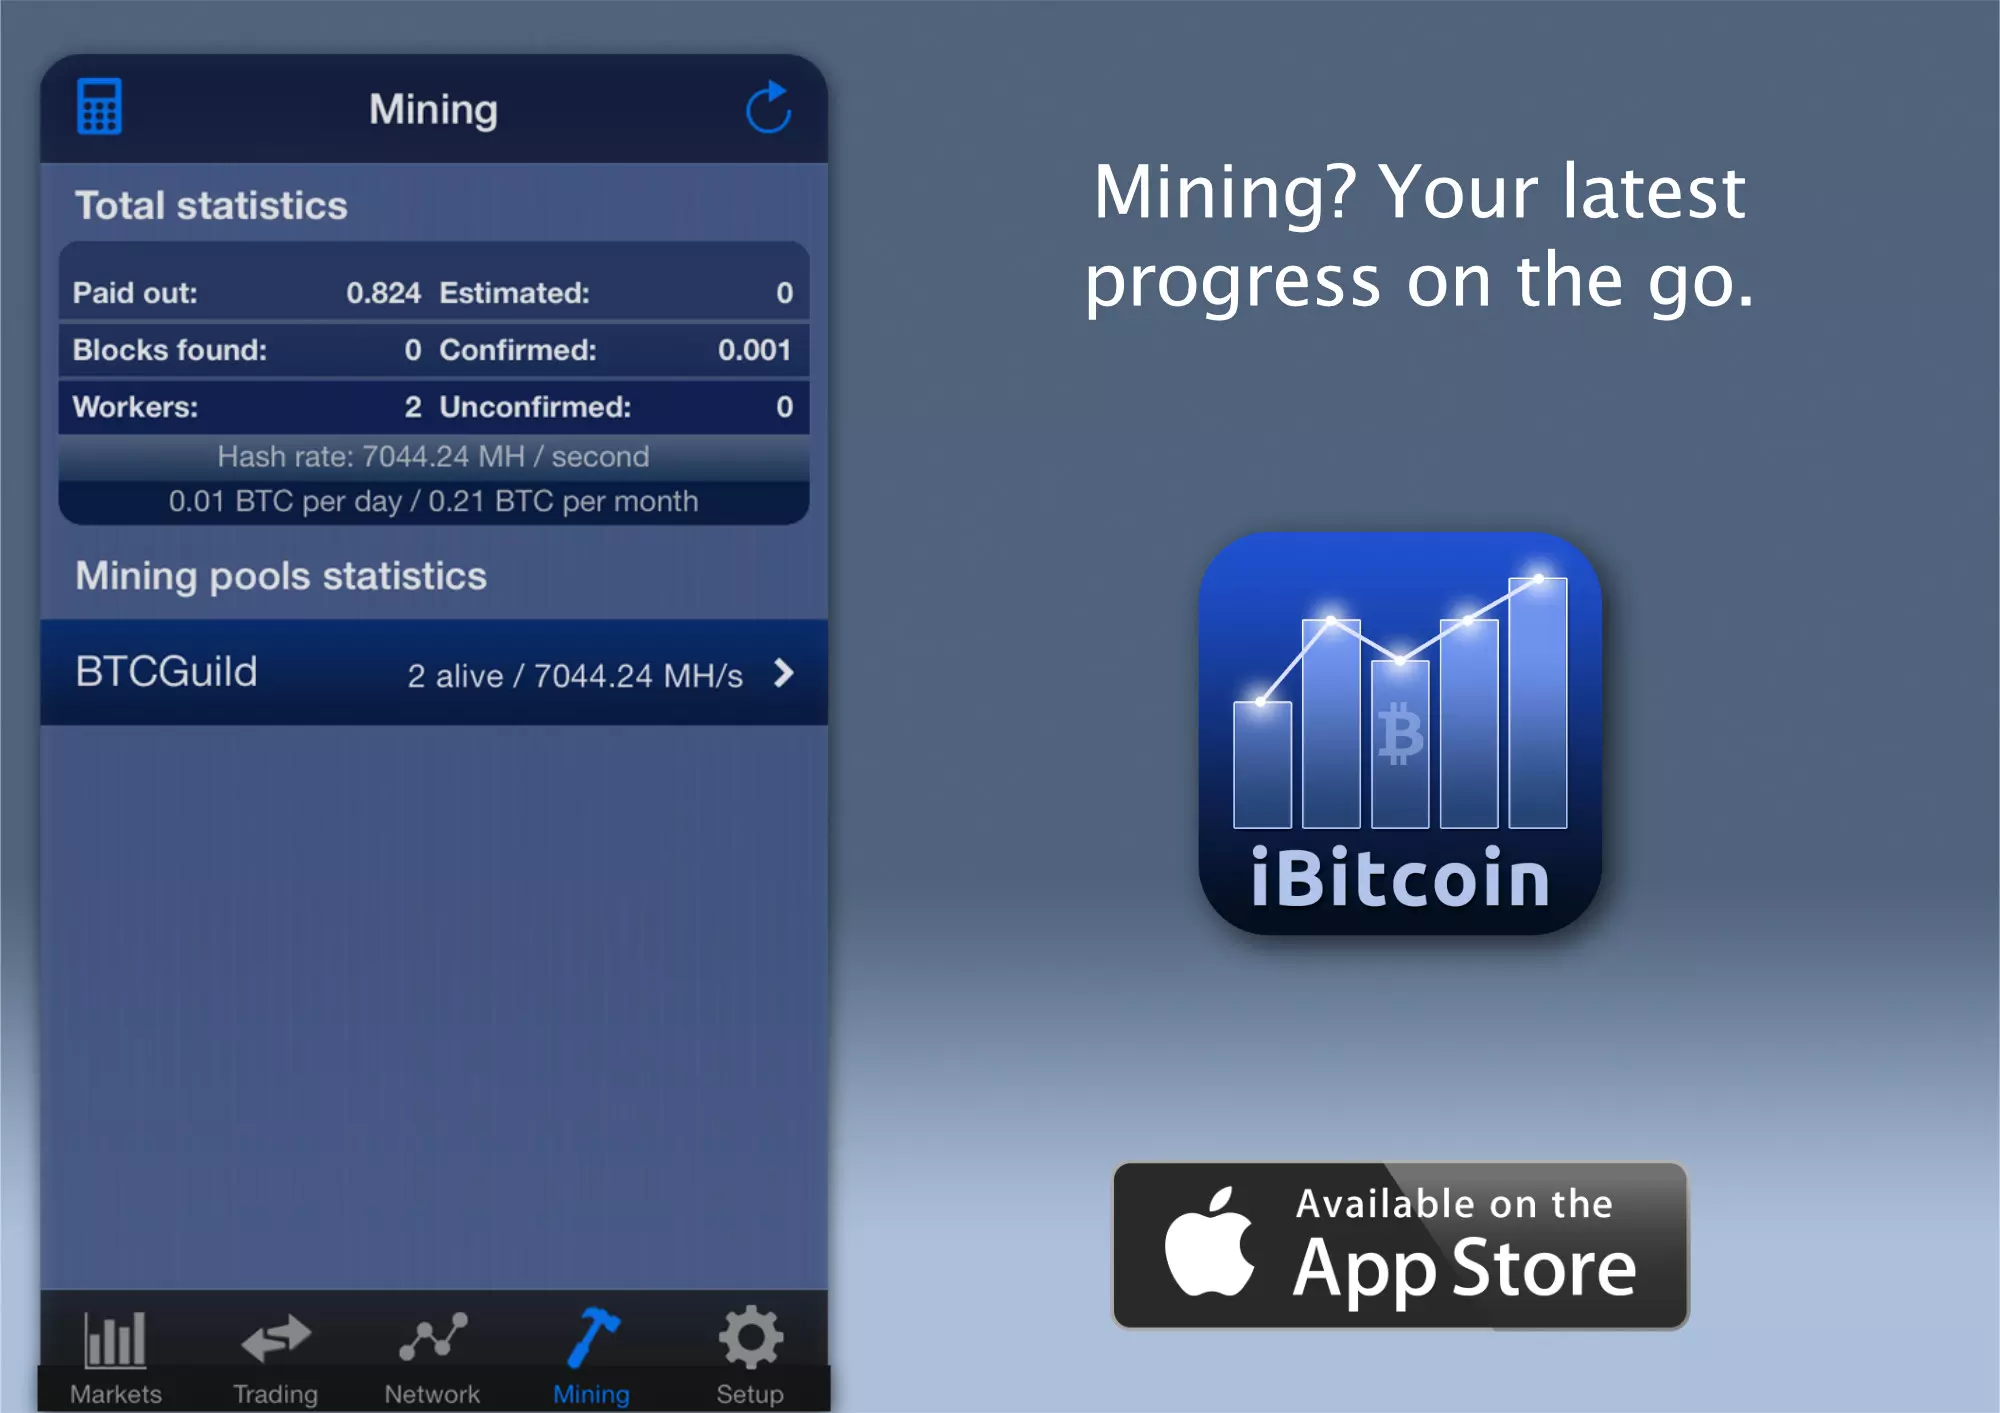 Mining
Total statistics
Paid out: 0.824 Estimated: 0
Blocks found: 0 Confirmed: 0.001
Workers: 2 Unconfirmed: 0
Hash rate: 7044.24 MH / second
0.01 BTC per day / 0.21 BTC per month
Mining pools statistics
BTCGuild 2 alive / 7044.24 MH/s
Markets Trading Network Mining Setup
Mining? Your latest
progress on the go.
iBitcoin
Available on the
App Store